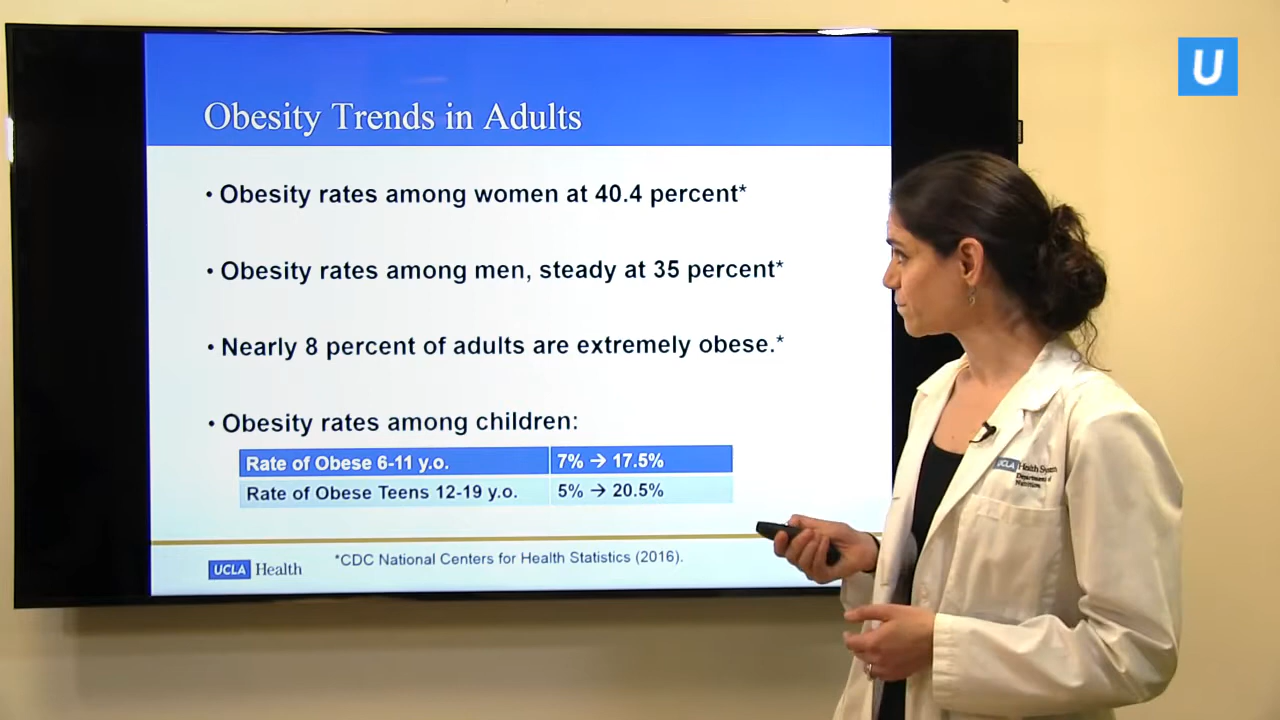 U
Obesity Trends in Adults
• Obesity rates among women at 40.4 percent*
• Obesity rates among men, steady at 35 percent*
• Nearly 8 percent of adults are extremely obese.*
• Obesity rates among children:
Rate of Obese 6-11 y.o. 7% → 17.5%
Rate of Obese Teens 12-19 y.o. 5% → 20.5%
*CDC National Centers for Health Statistics (2016).
UCLA Health
UCLA Health System
Department of
Nutrition